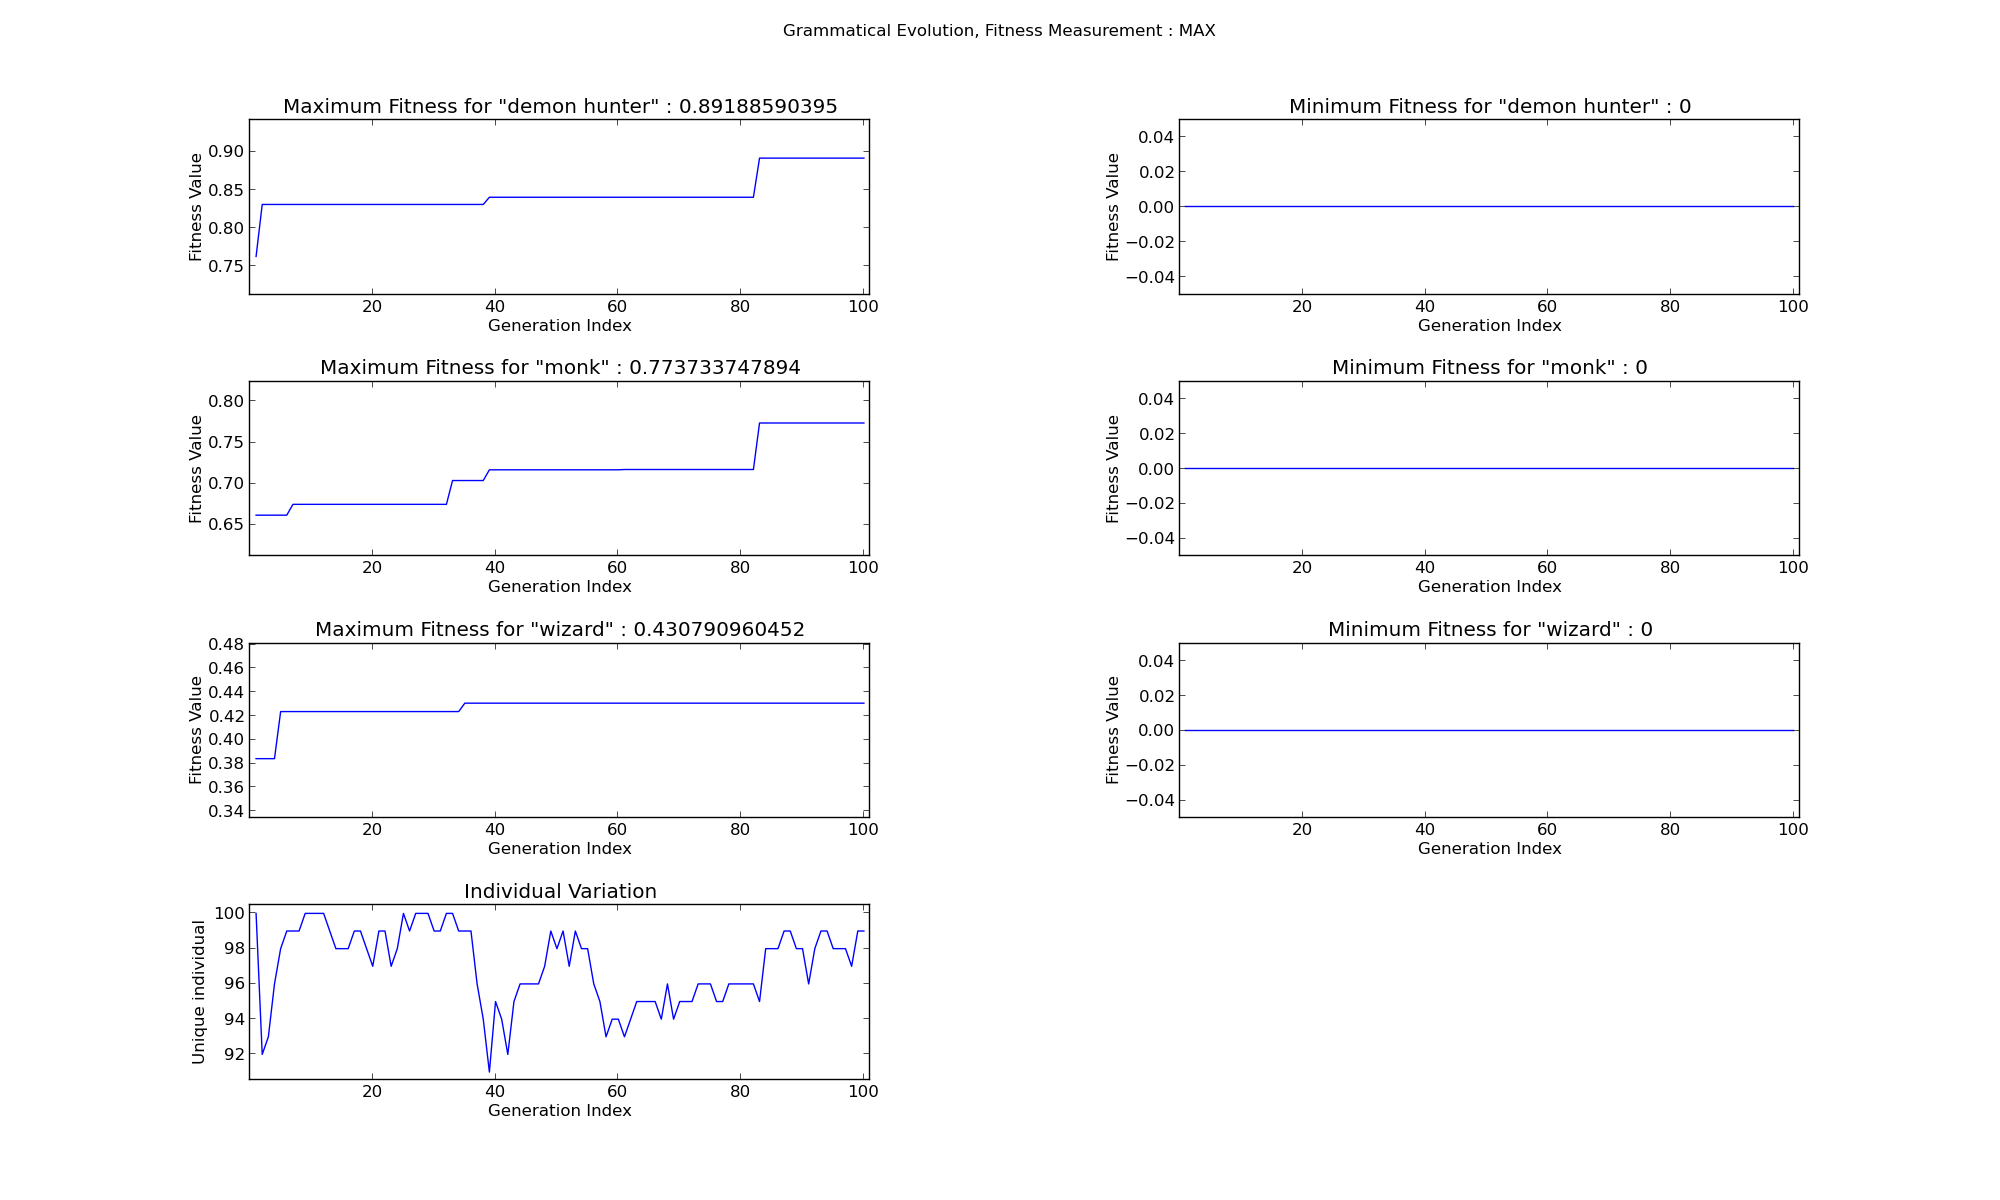 Grammatical Evolution, Fitness Measurement : MAX
Maximum Fitness for "demon hunter" : 0.89188590395
Fitness Value
0.90
0.85
0.80
0.75
20 40 60 80 100
Generation Index
Minimum Fitness for "demon hunter" : 0
Fitness Value
0.04
0.02
0.00
−0.02
−0.04
20 40 60 80 100
Generation Index
Maximum Fitness for "monk" : 0.773733747894
Fitness Value
0.80
0.75
0.70
0.65
20 40 60 80 100
Generation Index
Minimum Fitness for "monk" : 0
Fitness Value
0.04
0.02
0.00
−0.02
−0.04
20 40 60 80 100
Generation Index
Maximum Fitness for "wizard" : 0.430790960452
Fitness Value
0.48
0.46
0.44
0.42
0.40
0.38
0.36
0.34
20 40 60 80 100
Generation Index
Minimum Fitness for "wizard" : 0
Fitness Value
0.04
0.02
0.00
−0.02
−0.04
20 40 60 80 100
Generation Index
Individual Variation
Unique individual
100
98
96
94
92
20 40 60 80 100
Generation Index